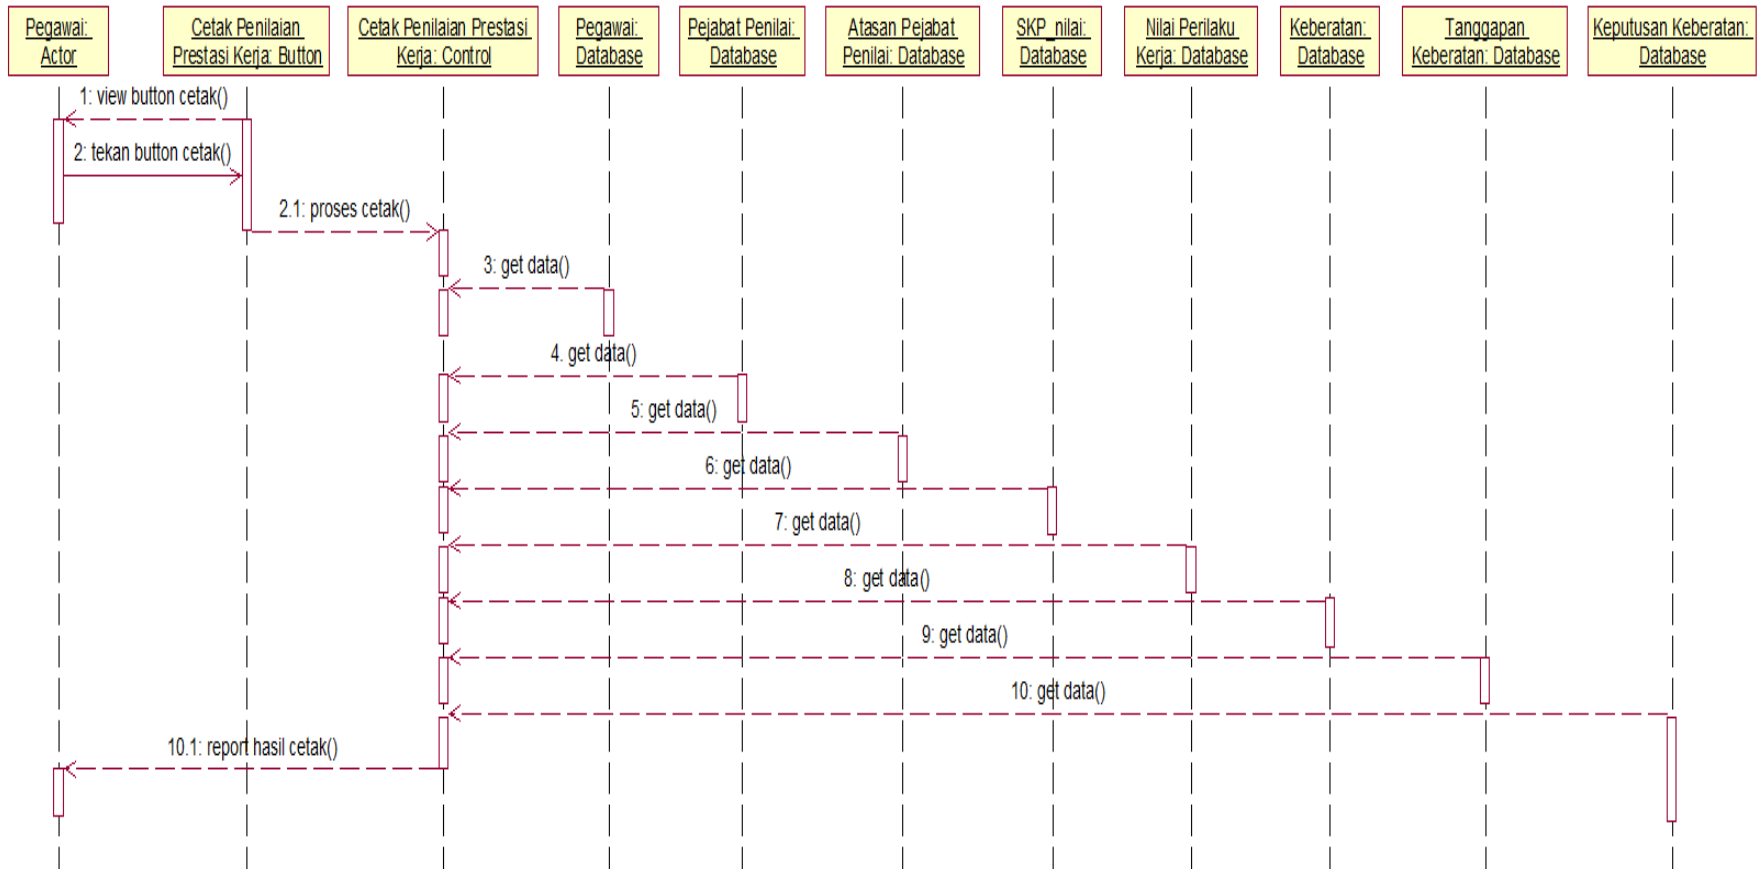 Pegawai:
Actor
Cetak Penilaian
Prestasi Kerja: Button
Cetak Penilaian Prestasi
Kerja: Control
Pegawai:
Database
Pejabat Penilai:
Database
Atasan Pejabat
Penilai: Database
SKP_nilai:
Database
Nilai Perilaku
Kerja: Database
Keberatan:
Database
Tanggapan
Keberatan: Database
Keputusan Keberatan:
Database
1: view button cetak()
2: tekan button cetak()
2.1: proses cetak()
3: get data()
4. get data()
5: get data()
6: get data()
7: get data()
8: get data()
9: get data()
10: get data()
10.1: report hasil cetak()